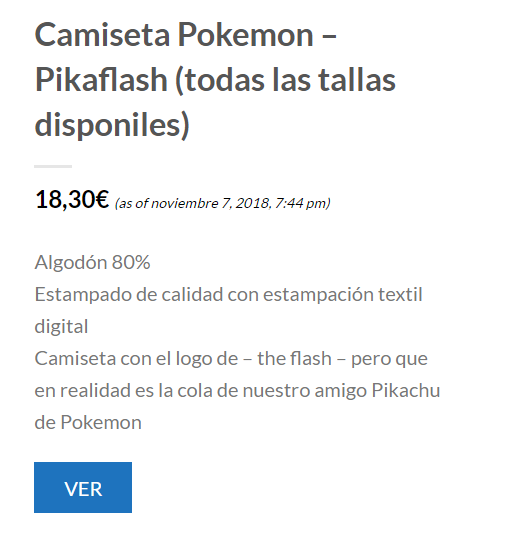 Camiseta Pokemon –
Pikaflash (todas las tallas
disponiles)
18,30€ (as of noviembre 7, 2018, 7:44 pm)
Algodón 80%
Estampado de calidad con estampación textil
digital
Camiseta con el logo de – the flash – pero que
en realidad es la cola de nuestro amigo Pikachu
de Pokemon
VER